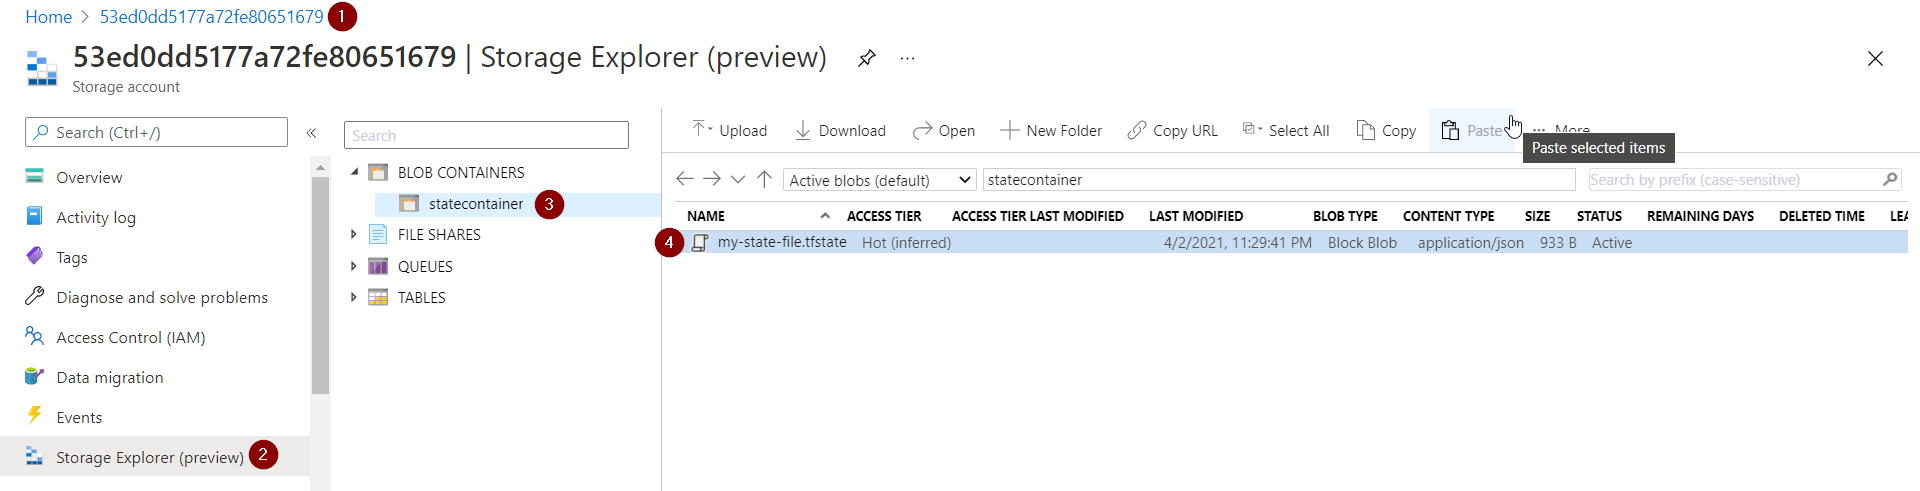 Home > 53ed0dd5177a72fe80651679 1
53ed0dd5177a72fe80651679 | Storage Explorer (preview) ...
Storage account
Search (Ctrl+/) «
Overview
Activity log
Tags
Diagnose and solve problems
Access Control (IAM)
Data migration
Events
Storage Explorer (preview) 2
Search
BLOB CONTAINERS
statecontainer 3
FILE SHARES
QUEUES
TABLES
Upload Download Open New Folder Copy URL Select All Copy Paste ... More
Paste selected items
Active blobs (default) statecontainer Search by prefix (case-sensitive)
NAME ACCESS TIER ACCESS TIER LAST MODIFIED LAST MODIFIED BLOB TYPE CONTENT TYPE SIZE STATUS REMAINING DAYS DELETED TIME LEA
4 my-state-file.tfstate Hot (inferred) 4/2/2021, 11:29:41 PM Block Blob application/json 933 B Active